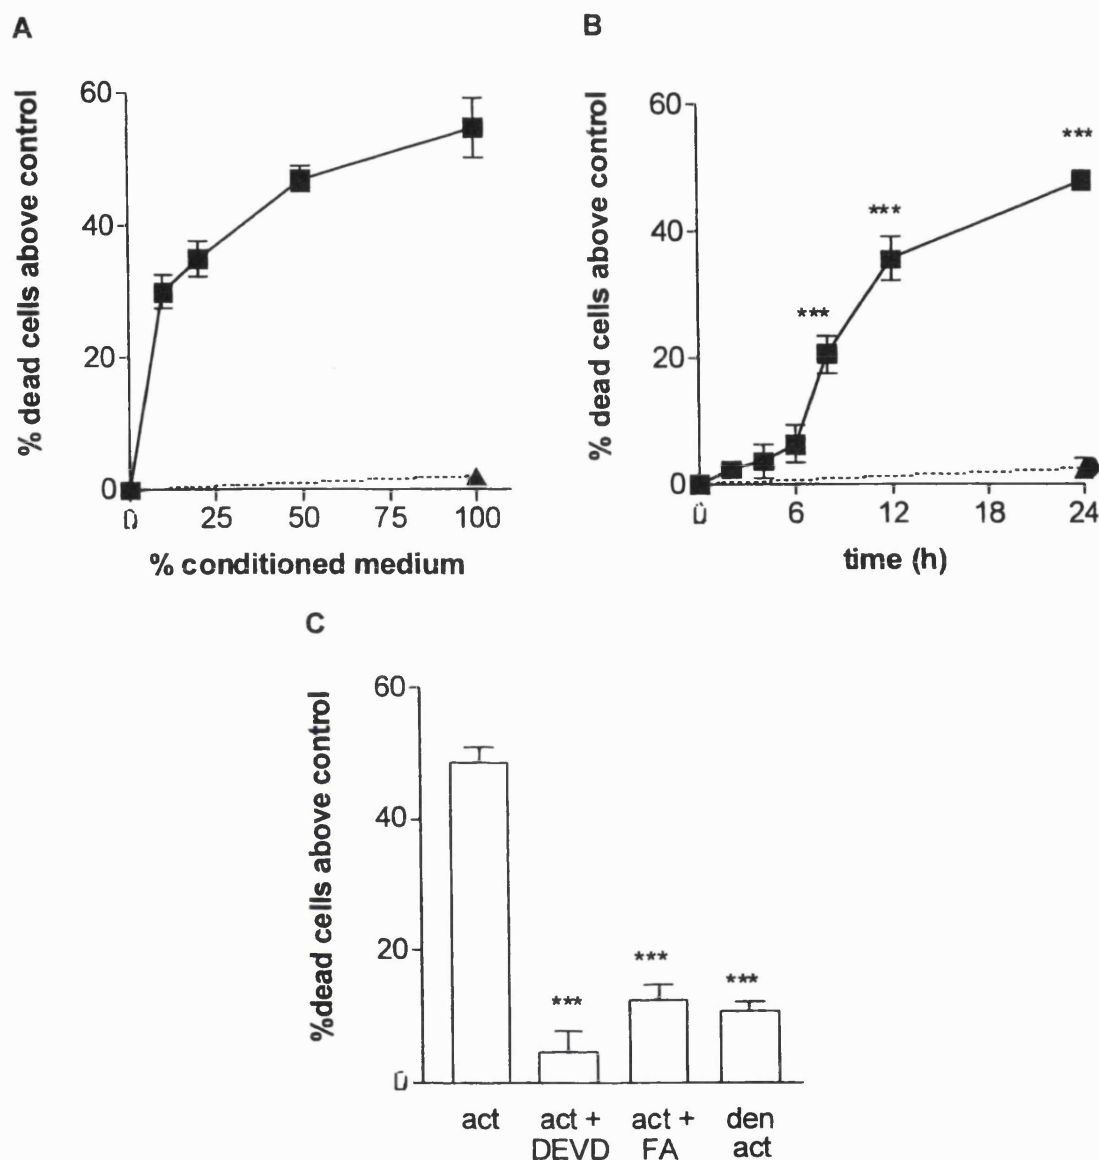 A
% dead cells above control
60
40
20
0
0 25 50 75 100
% conditioned medium
B
% dead cells above control
60
40
20
0
***
***
***
0 6 12 18 24
time (h)
C
%dead cells above control
60
40
20
0
***
***
***
act
act + DEVD
act + FA
den act